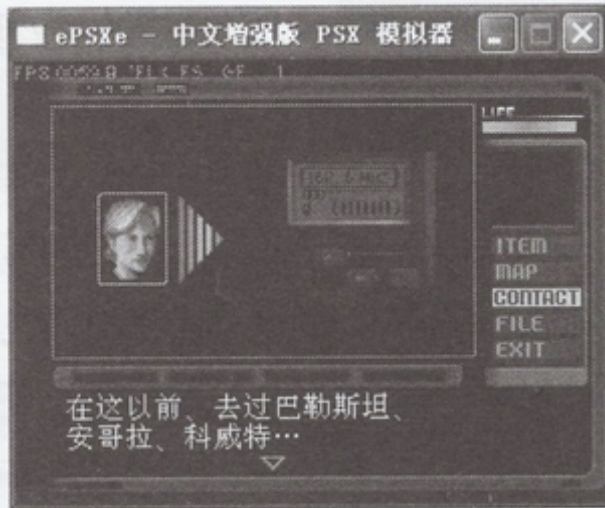 ePSXe - 中文增强版 PSX 模拟器
LIFE
ITEM
MAP
CONTACT
FILE
EXIT
在这以前、去过巴勒斯坦、
安哥拉、科威特…